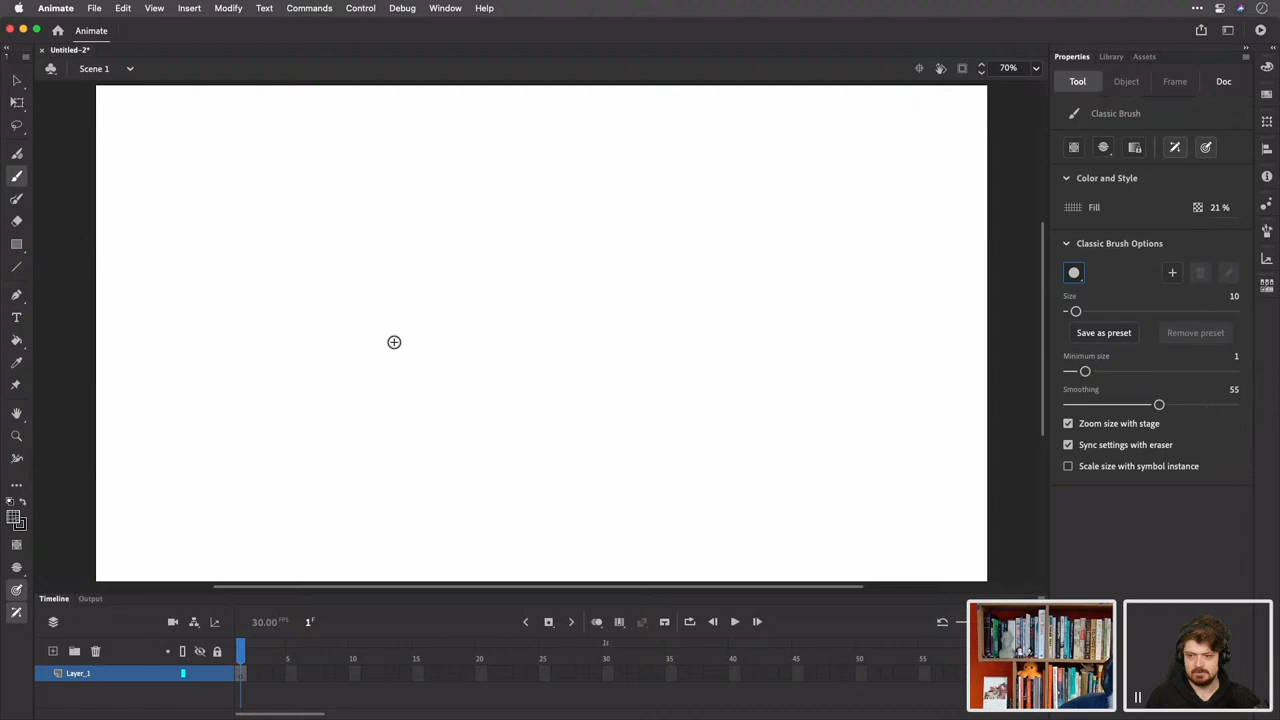 Animate File Edit View Insert Modify Text Commands Control Debug Window Help
Animate
Untitled-2*
Scene 1
70%
Properties Library Assets
Tool Object Frame Doc
Classic Brush
Color and Style
Fill 21 %
Classic Brush Options
Size 10
Save as preset Remove preset
Minimum size 1
Smoothing 55
Zoom size with stage
Sync settings with eraser
Scale size with symbol instance
Timeline Output
30.00 FPS 1 F
1s
5 10 15 20 25 30 35 40 45 50 55
Layer_1